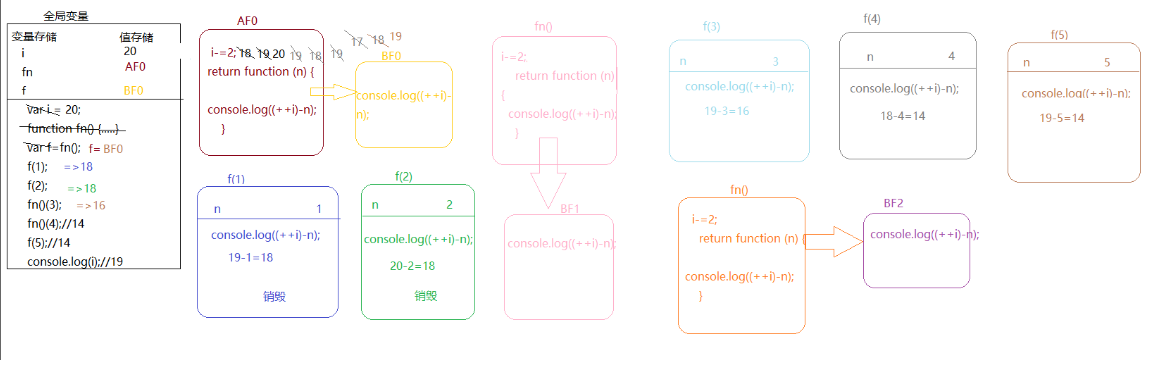 全局变量
变量存储 值存储
i 20
fn AF0
f BF0
var i = 20;
function fn() {.....}
var f=fn(); f= BF0
f(1); =>18
f(2); =>18
fn()(3); =>16
fn()(4);//14
f(5);//14
console.log(i);//19
AF0
i-=2; 18 19 20 19 18 19 17 18 19
return function (n) {
console.log((++i)-n);
}
BF0
console.log((++i)-
n);
fn()
i-=2;
return function (n)
{
console.log((++i)-n);
}
BF1
console.log((++i)-n);
f(1)
n 1
console.log((++i)-n);
19-1=18
销毁
f(2)
n 2
console.log((++i)-n);
20-2=18
销毁
f(3)
n 3
console.log((++i)-n);
19-3=16
f(4)
n 4
console.log((++i)-n);
18-4=14
f(5)
n 5
console.log((++i)-n);
19-5=14
fn()
i-=2;
return function (n) {
console.log((++i)-n);
}
BF2
console.log((++i)-n);